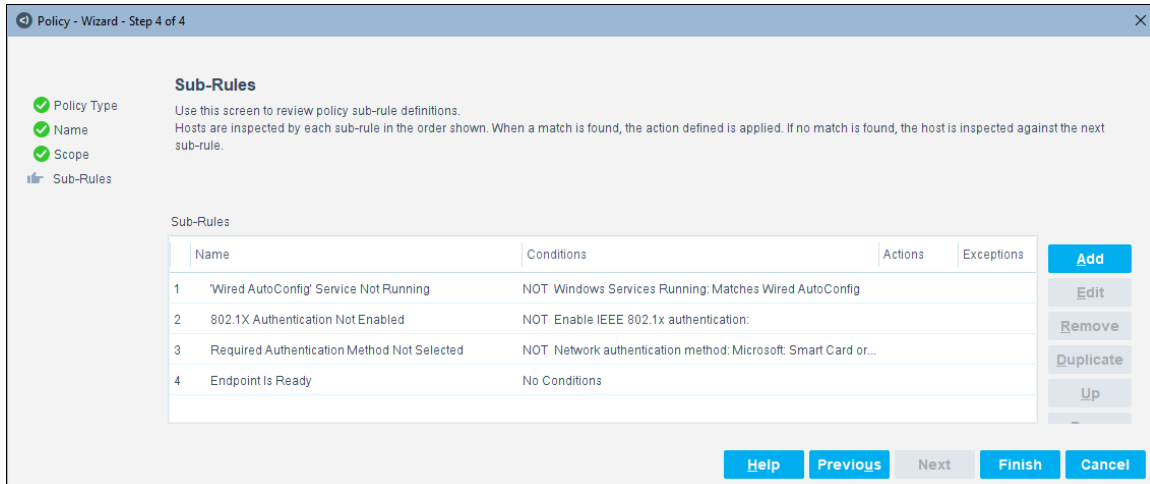 Policy - Wizard - Step 4 of 4
Policy Type
Name
Scope
Sub-Rules
Sub-Rules
Use this screen to review policy sub-rule definitions.
Hosts are inspected by each sub-rule in the order shown. When a match is found, the action defined is applied. If no match is found, the host is inspected against the next
sub-rule.
Sub-Rules
Name Conditions Actions Exceptions
1 'Wired AutoConfig' Service Not Running NOT Windows Services Running: Matches Wired AutoConfig
2 802.1X Authentication Not Enabled NOT Enable IEEE 802.1x authentication:
3 Required Authentication Method Not Selected NOT Network authentication method: Microsoft: Smart Card or...
4 Endpoint Is Ready No Conditions
Add
Edit
Remove
Duplicate
Up
Help Previous Next Finish Cancel